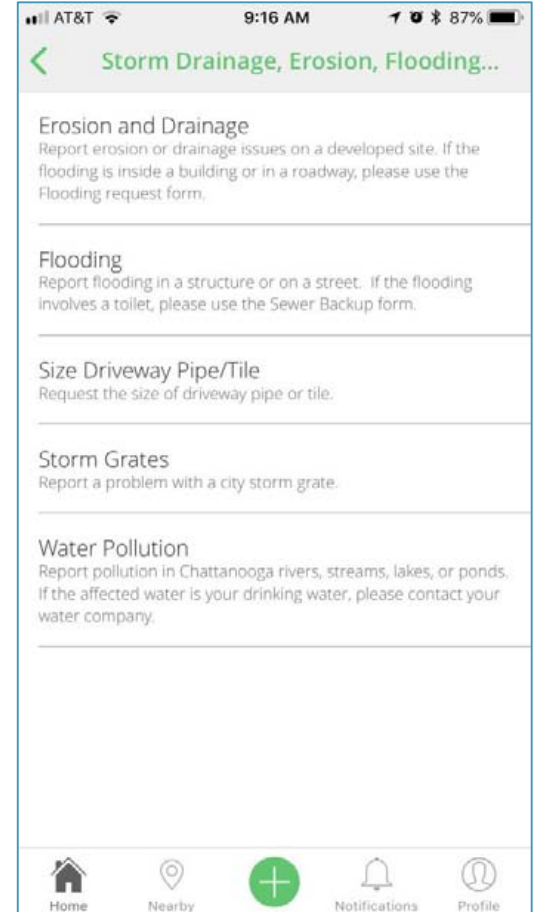 AT&T 9:16 AM 87%
Storm Drainage, Erosion, Flooding...
Erosion and Drainage
Report erosion or drainage issues on a developed site. If the
flooding is inside a building or in a roadway, please use the
Flooding request form.
Flooding
Report flooding in a structure or on a street. If the flooding
involves a toilet, please use the Sewer Backup form.
Size Driveway Pipe/Tile
Request the size of driveway pipe or tile.
Storm Grates
Report a problem with a city storm grate.
Water Pollution
Report pollution in Chattanooga rivers, streams, lakes, or ponds.
If the affected water is your drinking water, please contact your
water company.
Home Nearby Notifications Profile